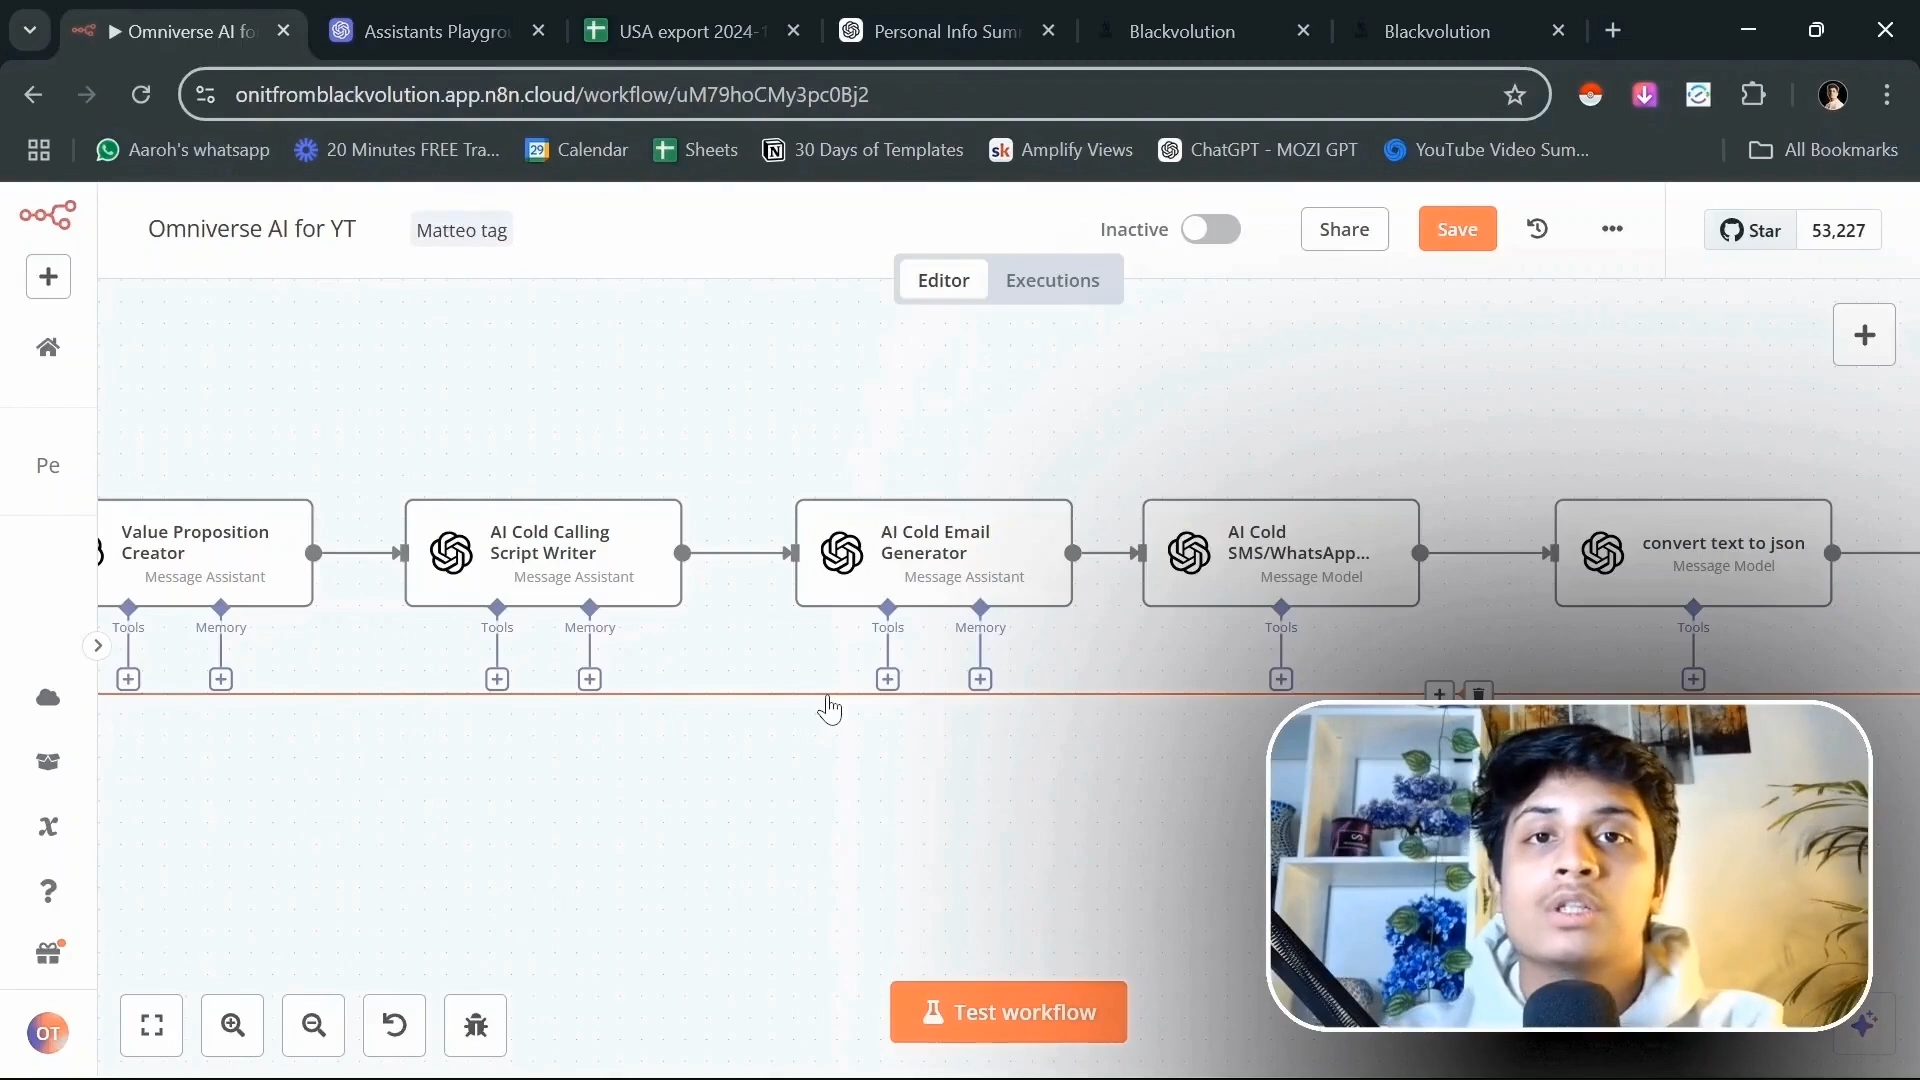 ▶ Omniverse AI fo
Assistants Playgro
USA export 2024-1
Personal Info Sum
Blackvolution
Blackvolution
onitfromblackvolution.app.n8n.cloud/workflow/uM79hoCMy3pc0Bj2
Aaroh's whatsapp
20 Minutes FREE Tra...
29
Calendar
Sheets
30 Days of Templates
sk
Amplify Views
ChatGPT - MOZI GPT
YouTube Video Sum...
All Bookmarks
Omniverse AI for YT
Matteo tag
Inactive
Share
Save
Star
53,227
Editor
Executions
Pe
Value Proposition
Creator
Message Assistant
AI Cold Calling
Script Writer
Message Assistant
AI Cold Email
Generator
Message Assistant
AI Cold
SMS/WhatsApp...
Message Model
convert text to json
Message Model
Tools
Memory
Tools
Memory
Tools
Memory
Tools
Tools
Test workflow
OT